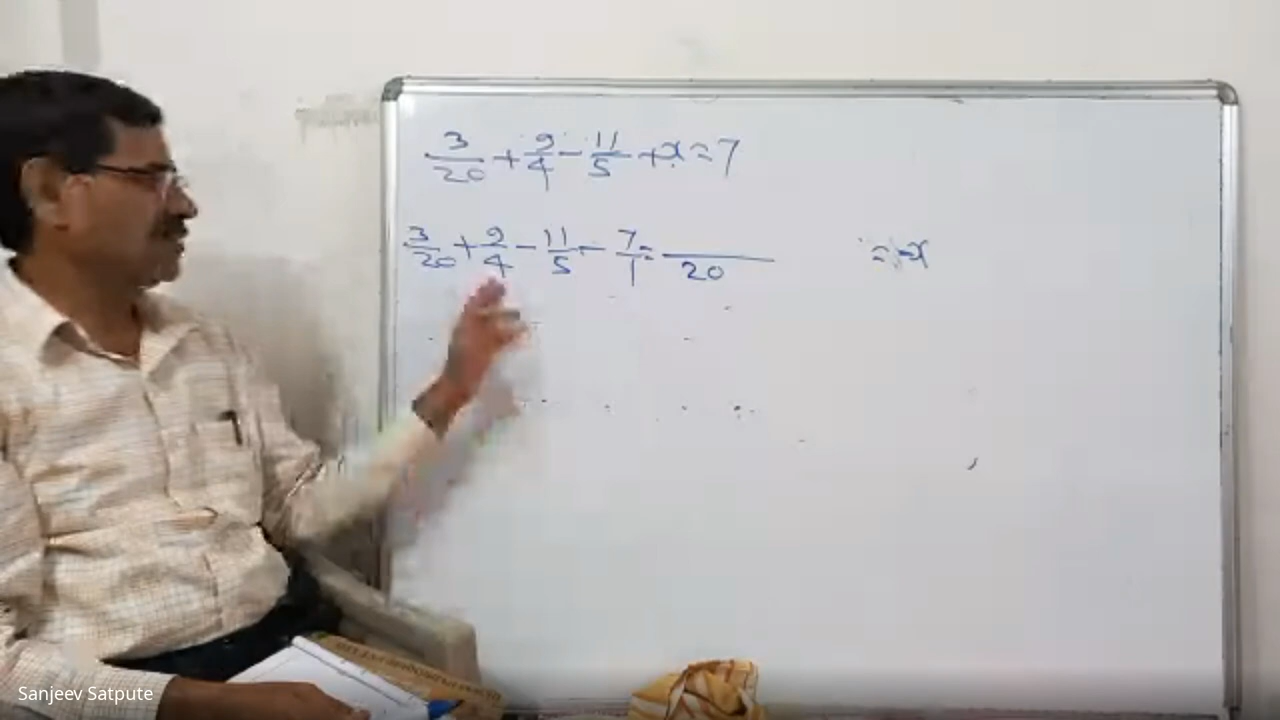 3/20 + 9/4 - 11/5 + x = 7
3/20 + 9/4 - 11/5 - 7/1 = /20 = -x
Sanjeev Satpute